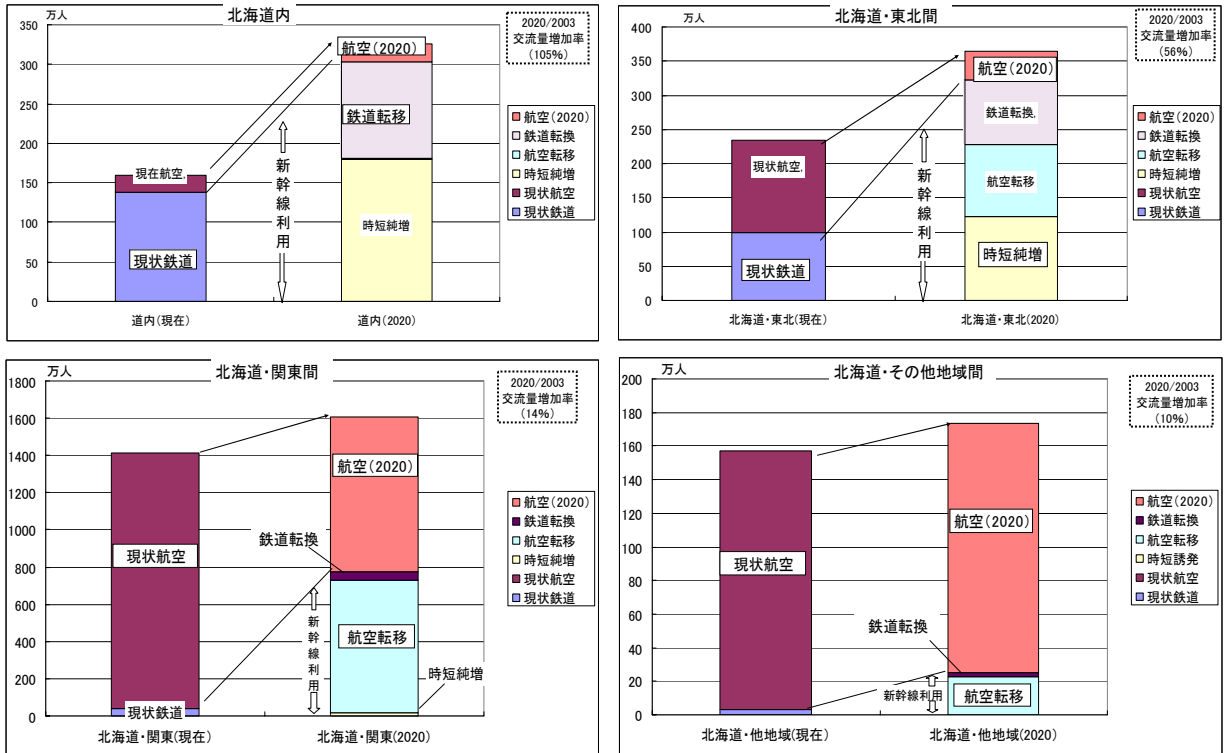 北海道内
万人
2020/2003
交流量増加率
(105%)
350
300
250
200
150
100
50
0
航空(2020)
鉄道転移
時短純増
現在航空,
現状鉄道
新幹線利用
道内(現在)
道内(2020)
航空(2020)
鉄道転換
航空転移
時短純増
現状航空
現状鉄道
北海道・東北間
万人
2020/2003
交流量増加率
(56%)
400
350
300
250
200
150
100
50
0
航空(2020)
鉄道転換,
航空転移
時短純増
現状航空,
現状鉄道
新幹線利用
北海道・東北(現在)
北海道・東北(2020)
航空(2020)
鉄道転換
航空転移
時短純増
現状航空
現状鉄道
北海道・関東間
万人
2020/2003
交流量増加率
(14%)
1800
1600
1400
1200
1000
800
600
400
200
0
航空(2020)
鉄道転換
航空転移
時短純増
現状航空
現状鉄道
新幹線利用
北海道・関東(現在)
北海道・関東(2020)
航空(2020)
鉄道転換
航空転移
時短純増
現状航空
現状鉄道
北海道・その他地域間
万人
2020/2003
交流量増加率
(10%)
200
180
160
140
120
100
80
60
40
20
0
航空(2020)
現状航空
鉄道転換
新幹線利用
航空転移
北海道・他地域(現在)
北海道・他地域(2020)
航空(2020)
鉄道転換
航空転移
時短誘発
現状航空
現状鉄道